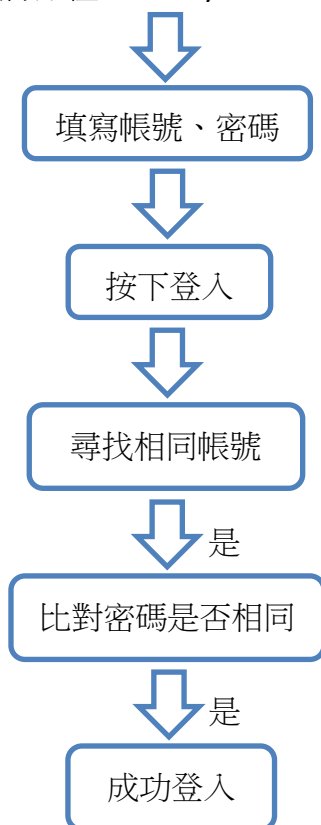 填寫帳號、密碼
按下登入
尋找相同帳號
是
比對密碼是否相同
是
成功登入